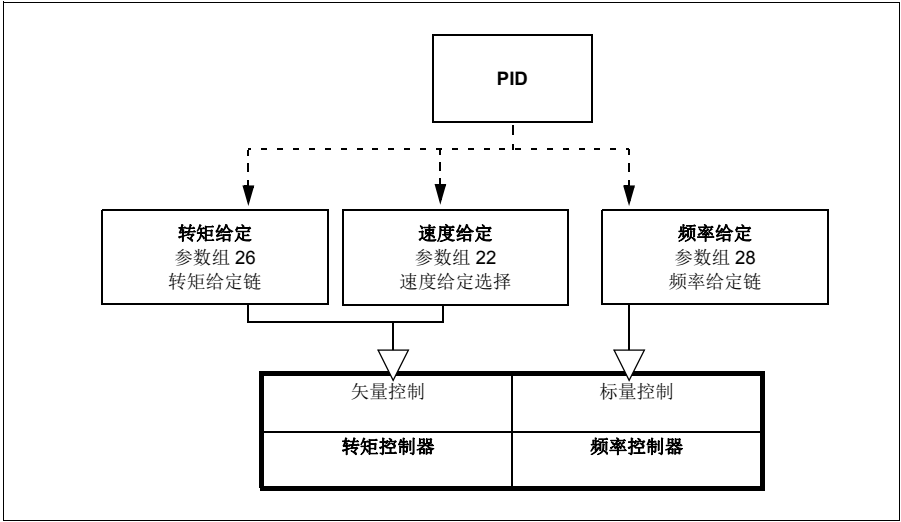 PID
转矩给定
参数组 26
转矩给定链
速度给定
参数组 22
速度给定选择
频率给定
参数组 28
频率给定链
矢量控制
标量控制
转矩控制器
频率控制器